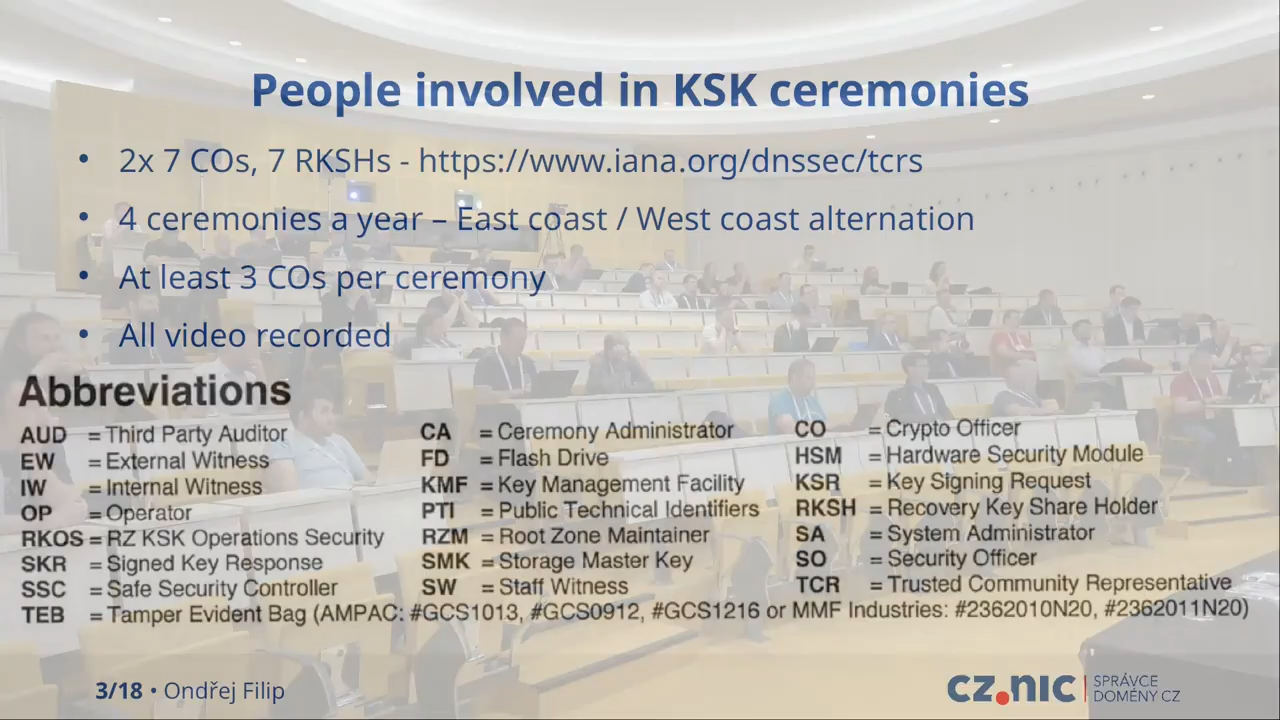 People involved in KSK ceremonies
• 2x 7 COs, 7 RKSHs - https://www.iana.org/dnssec/tcrs
• 4 ceremonies a year – East coast / West coast alternation
• At least 3 COs per ceremony
• All video recorded
Abbreviations
AUD = Third Party Auditor CA = Ceremony Administrator CO = Crypto Officer
EW = External Witness FD = Flash Drive HSM = Hardware Security Module
IW = Internal Witness KMF = Key Management Facility KSR = Key Signing Request
OP = Operator PTI = Public Technical Identifiers RKSH = Recovery Key Share Holder
RKOS = RZ KSK Operations Security RZM = Root Zone Maintainer SA = System Administrator
SKR = Signed Key Response SMK = Storage Master Key SO = Security Officer
SSC = Safe Security Controller SW = Staff Witness TCR = Trusted Community Representative
TEB = Tamper Evident Bag (AMPAC: #GCS1013, #GCS0912, #GCS1216 or MMF Industries: #2362010N20, #2362011N20)
3/18 • Ondřej Filip
cz.nic | SPRÁVCE
DOMÉNY CZ